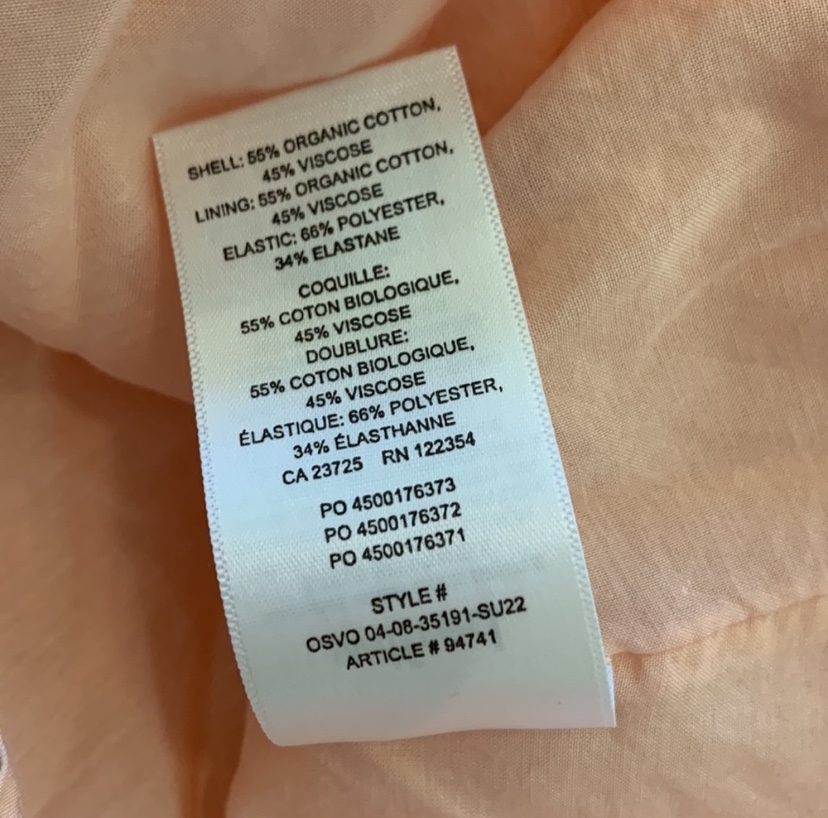 SHELL: 55% ORGANIC COTTON,
45% VISCOSE
LINING: 55% ORGANIC COTTON,
45% VISCOSE
ELASTIC: 66% POLYESTER,
34% ELASTANE
COQUILLE:
55% COTON BIOLOGIQUE,
45% VISCOSE
DOUBLURE:
55% COTON BIOLOGIQUE,
45% VISCOSE
ÉLASTIQUE: 66% POLYESTER,
34% ÉLASTHANNE
CA 23725 RN 122354
PO 4500176373
PO 4500176372
PO 4500176371
STYLE #
OSVO 04-08-35191-SU22
ARTICLE # 94741